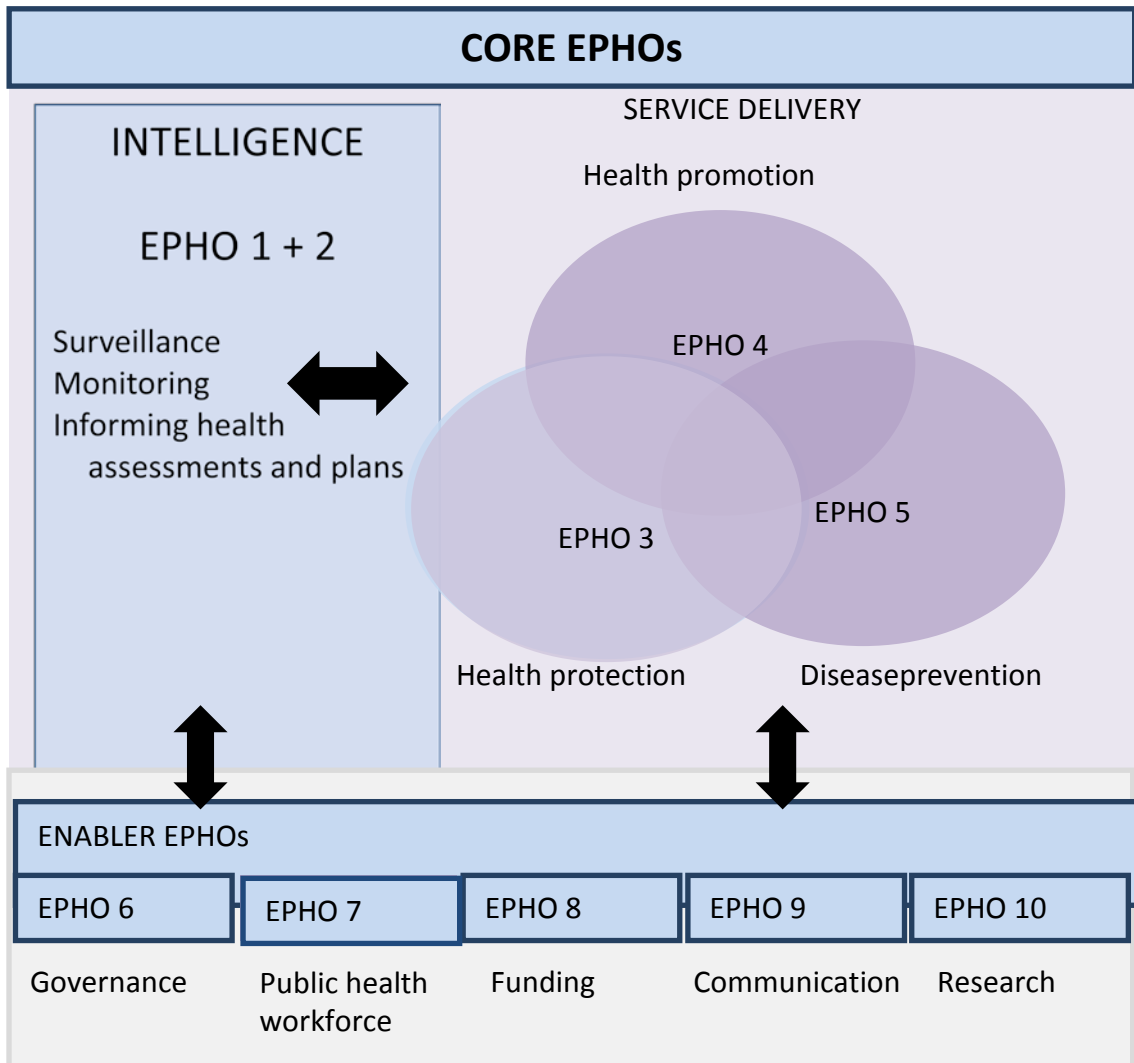 CORE EPHOs
INTELLIGENCE
EPHO 1 + 2
Surveillance
Monitoring
Informing health
assessments and plans
SERVICE DELIVERY
Health promotion
EPHO 4
EPHO 3
EPHO 5
Health protection
Diseaseprevention
ENABLER EPHOs
EPHO 6
EPHO 7
EPHO 8
EPHO 9
EPHO 10
Governance
Public health
workforce
Funding
Communication
Research